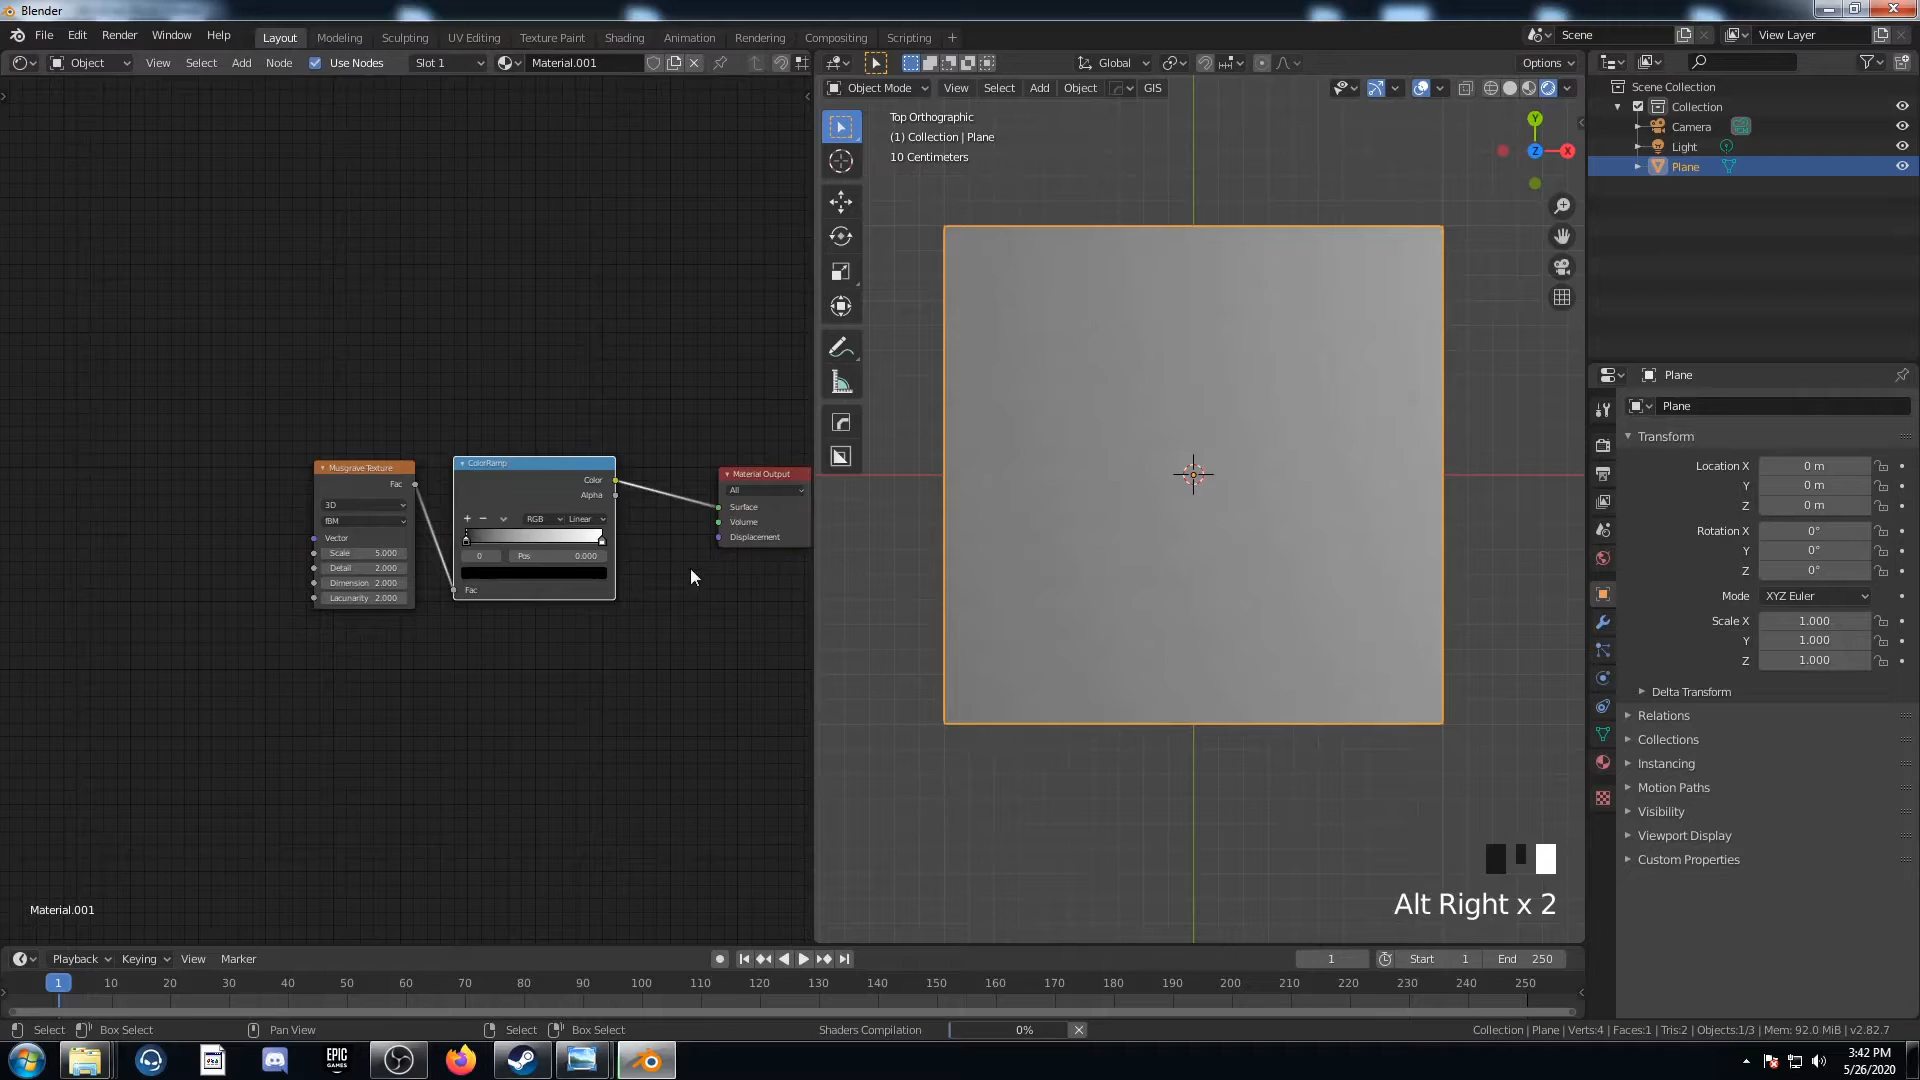 Blender
File Edit Render Window Help Layout Modeling Sculpting UV Editing Texture Paint Shading Animation Rendering Compositing Scripting + Scene View Layer
Object View Select Add Node Use Nodes Slot 1 Material.001 Global Options
Object Mode View Select Add Object GIS
Top Orthographic
(1) Collection | Plane
10 Centimeters
Y
Z
X
Scene Collection
Collection
Camera
Light
Plane
Musgrave Texture
Fac
3D
fBM
Vector
Scale 5.000
Detail 2.000
Dimension 2.000
Lacunarity 2.000
ColorRamp
Color
Alpha
RGB Linear
0 Pos 0.000
Fac
Material Output
All
Surface
Volume
Displacement
Material.001
Alt Right x 2
Plane
Plane
Transform
Location X 0 m
Y 0 m
Z 0 m
Rotation X 0°
Y 0°
Z 0°
Mode XYZ Euler
Scale X 1.000
Y 1.000
Z 1.000
Delta Transform
Relations
Collections
Instancing
Motion Paths
Visibility
Viewport Display
Custom Properties
Playback Keying View Marker 1 Start 1 End 250
1 10 20 30 40 50 60 70 80 90 100 110 120 130 140 150 160 170 180 190 200 210 220 230 240 250
Select Box Select Pan View Select Box Select Shaders Compilation 0% Collection | Plane | Verts:4 | Faces:1 | Tris:2 | Objects:1/3 | Mem: 92.0 MiB | v2.82.7
EPIC
GAMES
3:42 PM
5/26/2020